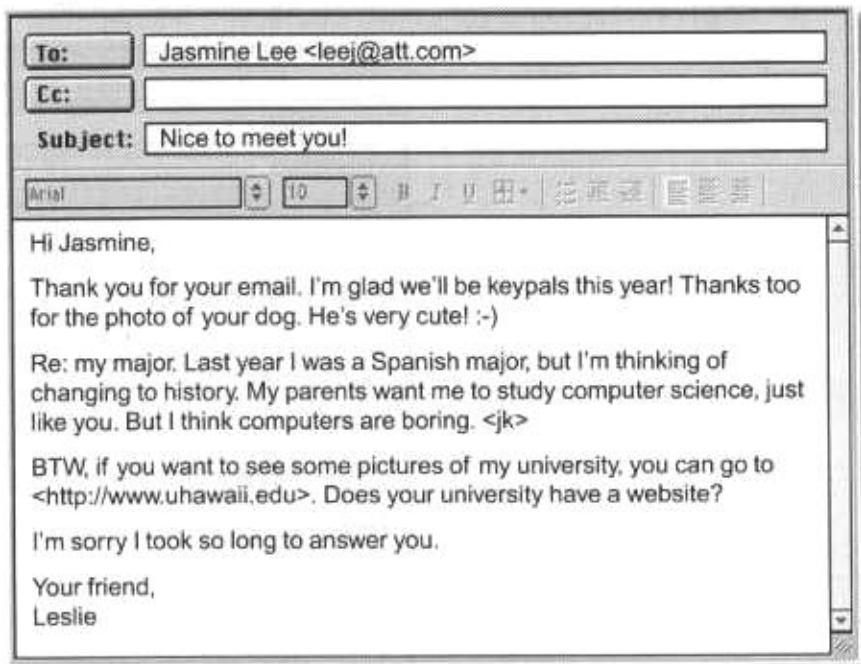 To: Jasmine Lee <leej@att.com>
Cc:
Subject: Nice to meet you!
Arial 10 B I U
Hi Jasmine,
Thank you for your email. I'm glad we'll be keypals this year! Thanks too
for the photo of your dog. He's very cute! :-)
Re: my major. Last year I was a Spanish major, but I'm thinking of
changing to history. My parents want me to study computer science, just
like you. But I think computers are boring. <jk>
BTW, if you want to see some pictures of my university, you can go to
<http://www.uhawaii.edu>. Does your university have a website?
I'm sorry I took so long to answer you.
Your friend,
Leslie